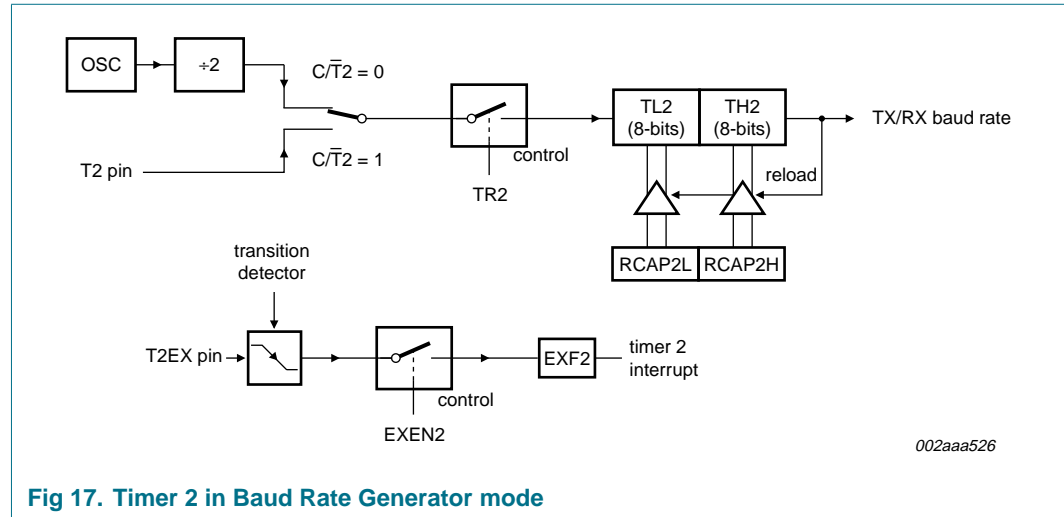 OSC
÷2
C/T̅2 = 0
C/T̅2 = 1
T2 pin
control
TR2
TL2
(8-bits)
TH2
(8-bits)
TX/RX baud rate
reload
RCAP2L
RCAP2H
transition
detector
T2EX pin
control
EXEN2
EXF2
timer 2
interrupt
002aaa526
Fig 17. Timer 2 in Baud Rate Generator mode